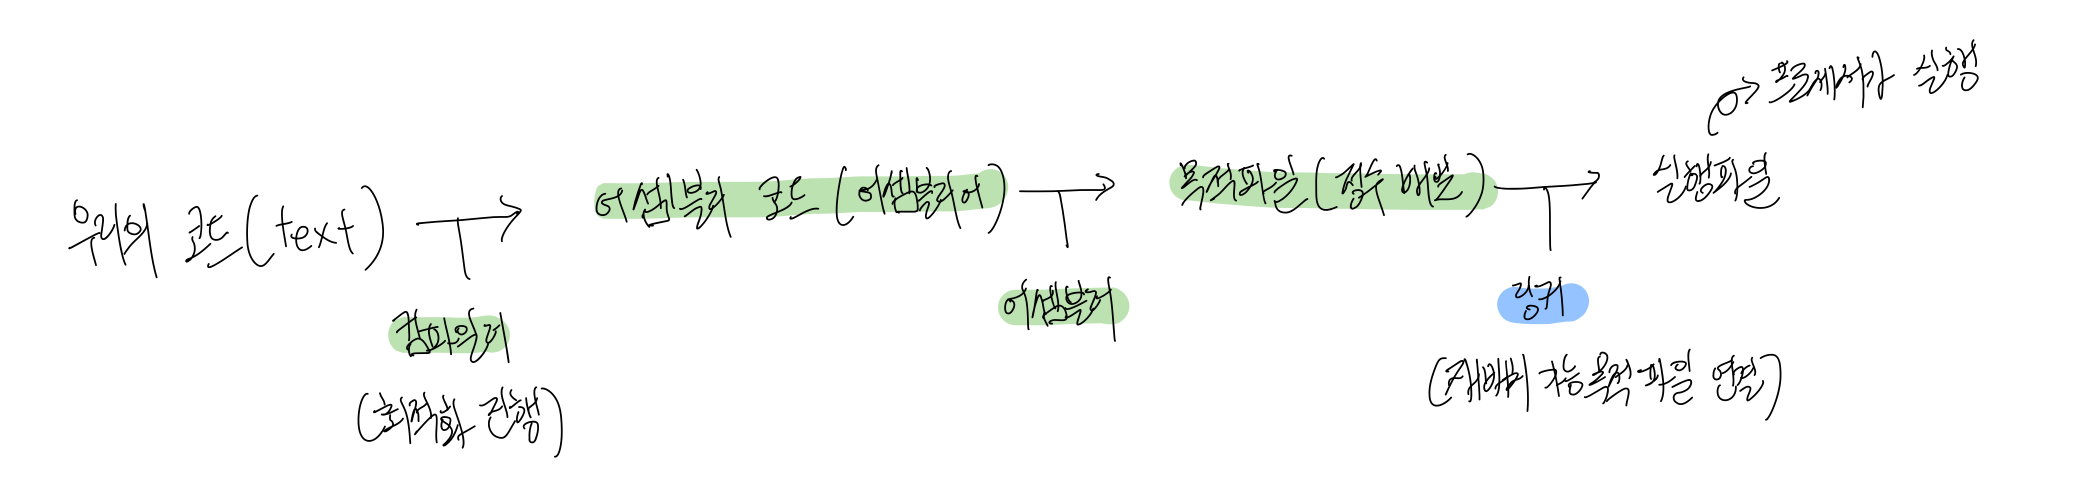 프로세서가 실행
우리의 코드(text)
어셈블리 코드(어셈블리어)
목적파일(정수 배열)
실행파일
컴파일러
(최적화 진행)
어셈블러
링커
(재배치 가능 목적 파일 연결)